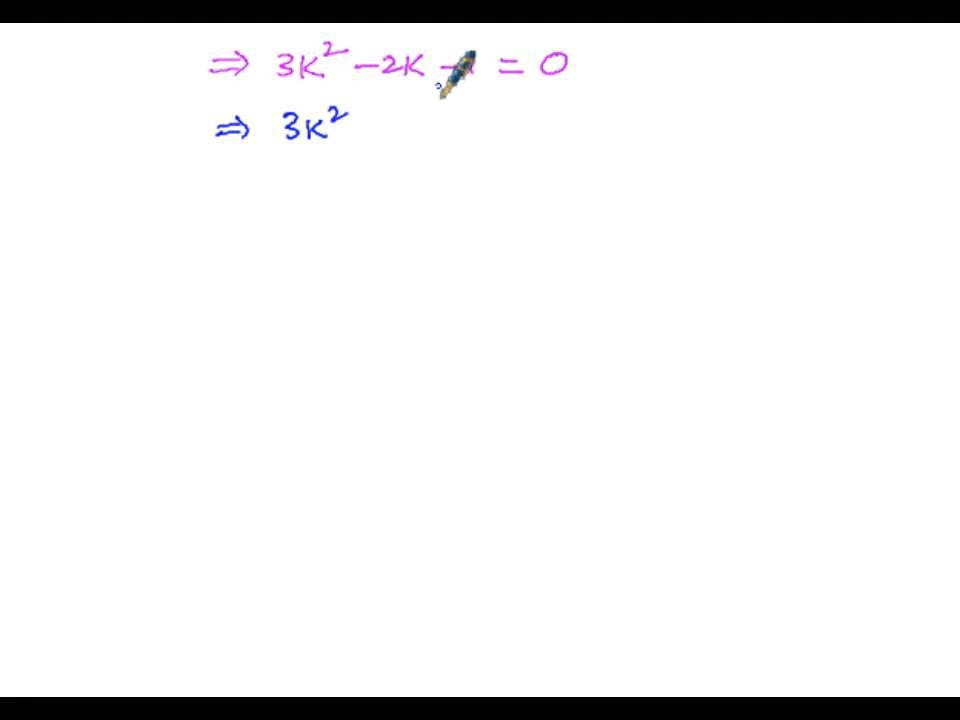 ⇒ 3K² − 2K − = 0
⇒ 3K²